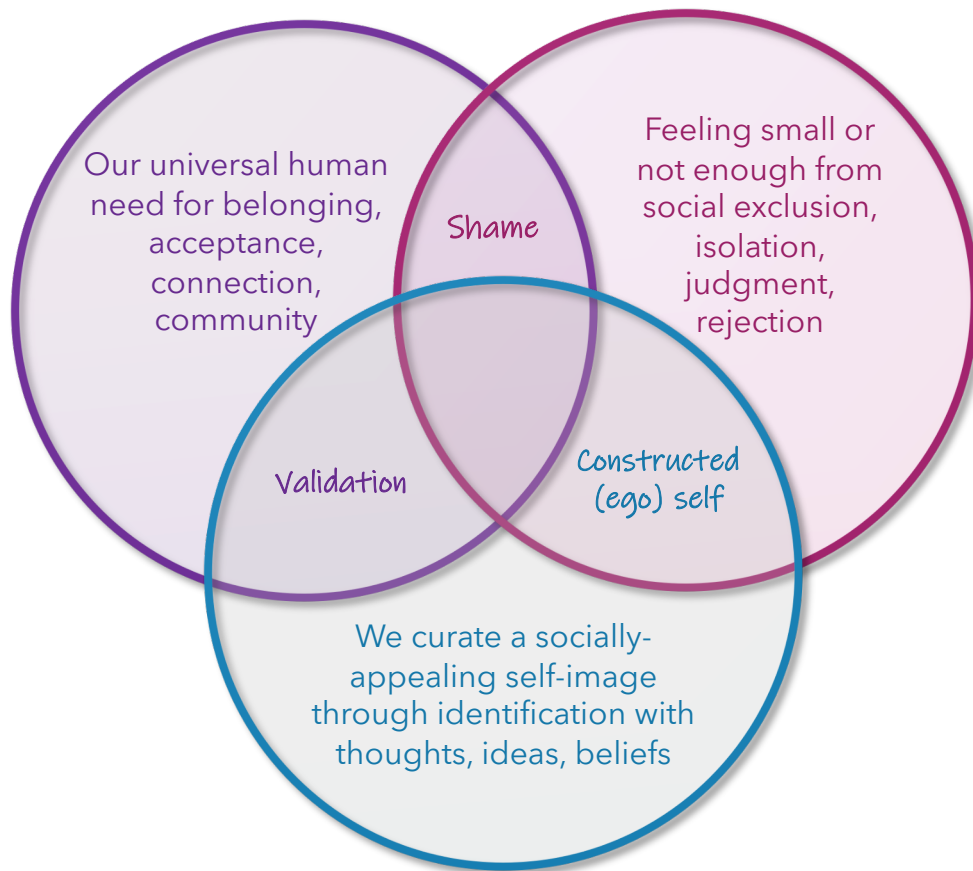 Our universal human
need for belonging,
acceptance,
connection,
community
Shame
Feeling small or
not enough from
social exclusion,
isolation,
judgment,
rejection
Validation
Constructed
(ego) self
We curate a socially-
appealing self-image
through identification with
thoughts, ideas, beliefs